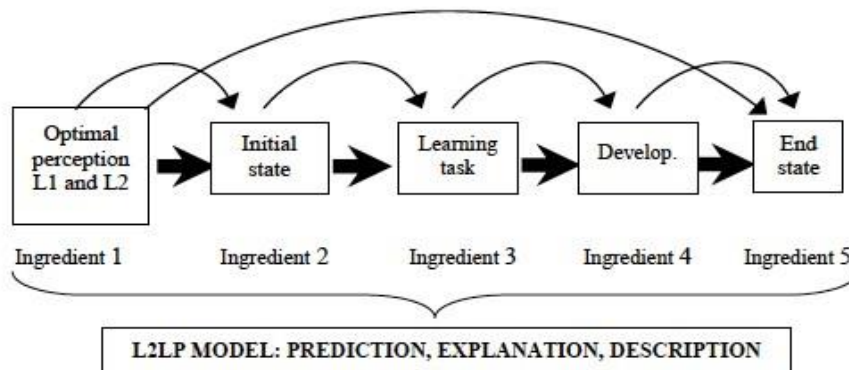 Optimal
perception
L1 and L2
Initial
state
Learning
task
Develop.
End
state
Ingredient 1
Ingredient 2
Ingredient 3
Ingredient 4
Ingredient 5
L2LP MODEL: PREDICTION, EXPLANATION, DESCRIPTION